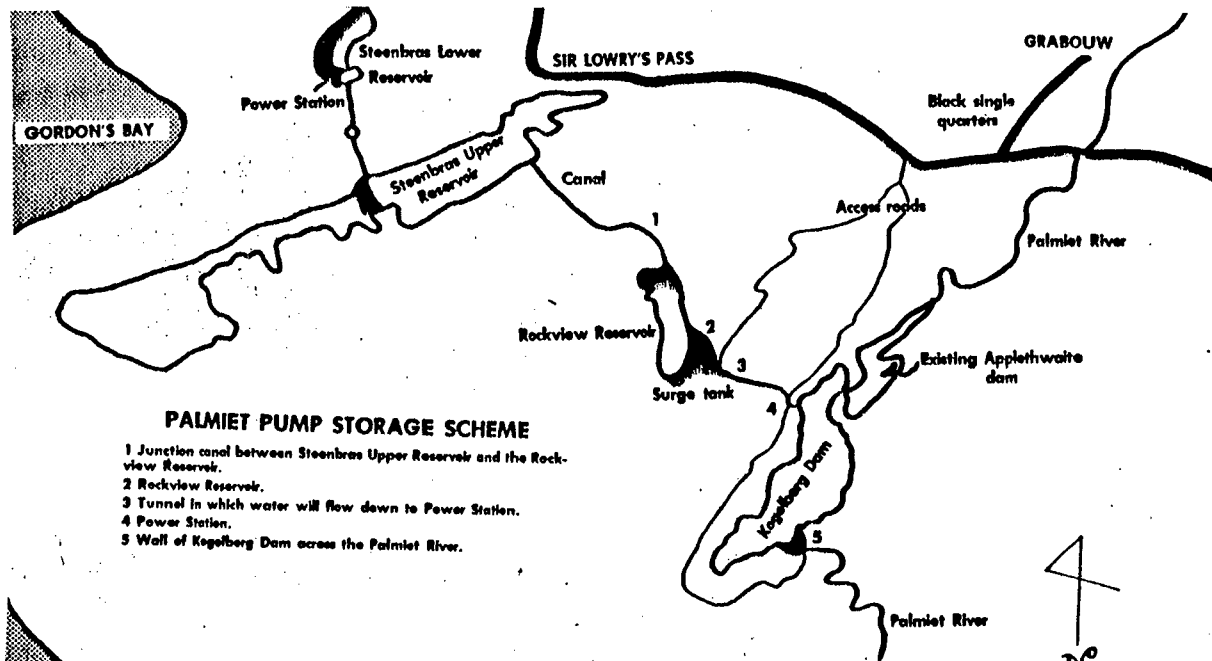 Steenbras Lower
Reservoir
SIR LOWRY'S PASS
GRABOUW
Power Station
Black single
quarters
GORDON'S BAY
Steenbras Upper
Reservoir
Canal
Access roads
1
Palmiet River
Rockview Reservoir
2
3
Existing Applethwaite
dam
Surge tank
4
PALMIET PUMP STORAGE SCHEME
1 Junction canal between Steenbras Upper Reservoir and the Rock-
view Reservoir.
2 Rockview Reservoir.
3 Tunnel in which water will flow down to Power Station.
4 Power Station.
5 Wall of Kogelberg Dam across the Palmiet River.
Kogelberg Dam
5
Palmiet River